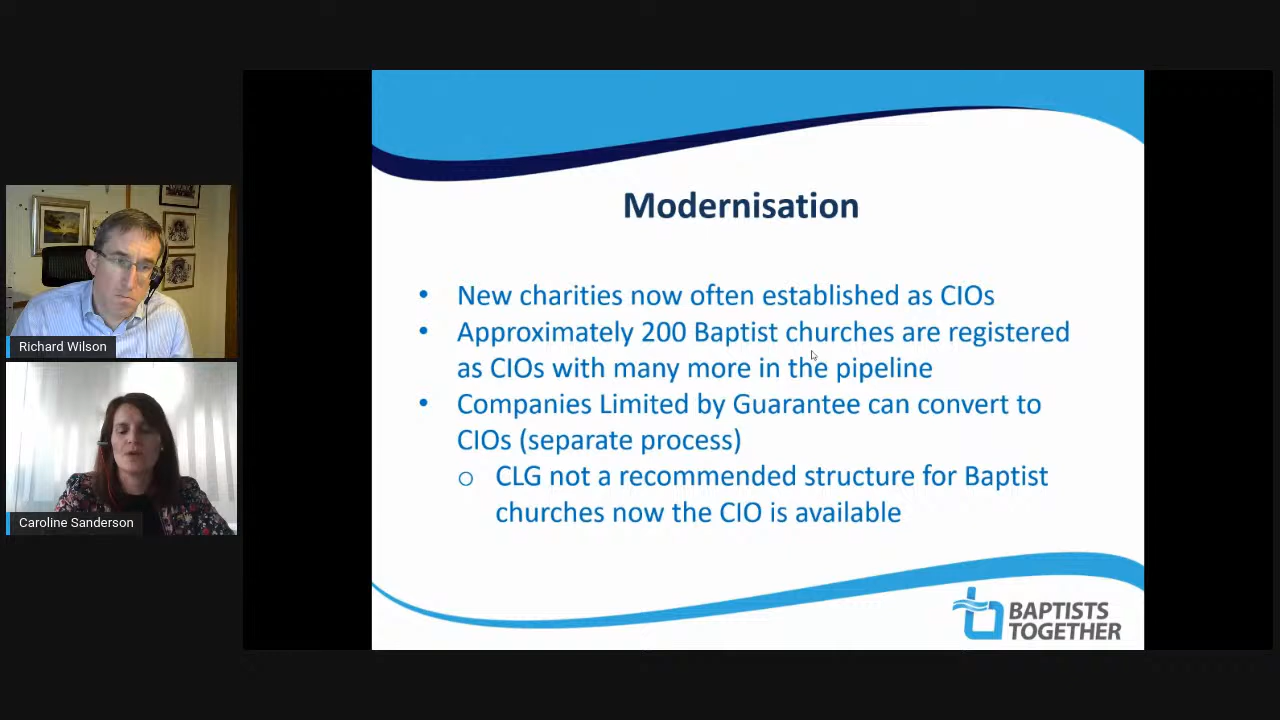 Richard Wilson
Caroline Sanderson
Modernisation
• New charities now often established as CIOs
• Approximately 200 Baptist churches are registered
as CIOs with many more in the pipeline
• Companies Limited by Guarantee can convert to
CIOs (separate process)
o CLG not a recommended structure for Baptist
churches now the CIO is available
BAPTISTS
TOGETHER